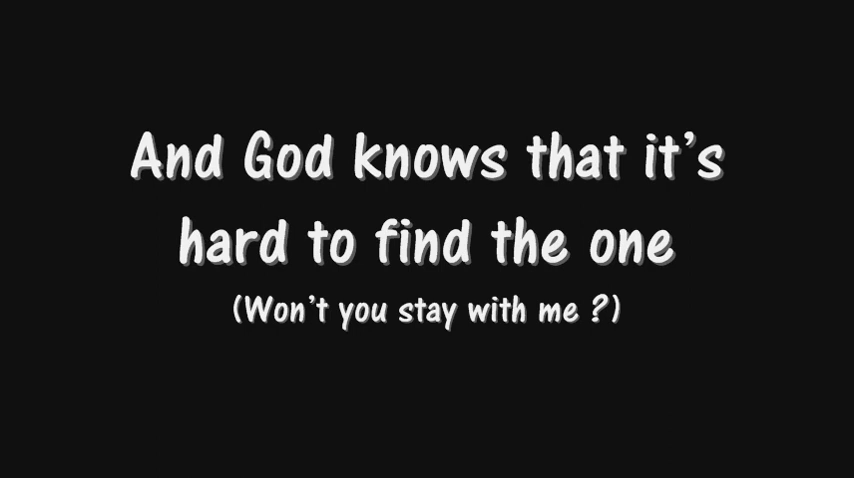 And God knows that it's
hard to find the one
(Won't you stay with me ?)